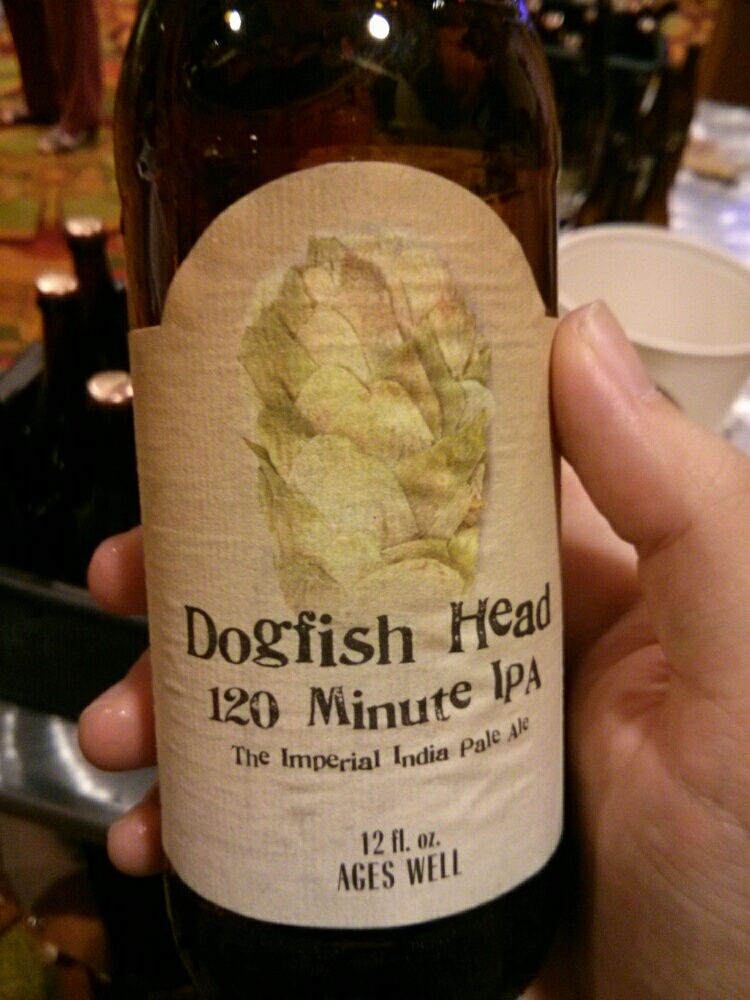 Dogfish Head
120 Minute IPA
The Imperial India Pale Ale
12 fl. oz.
AGES WELL